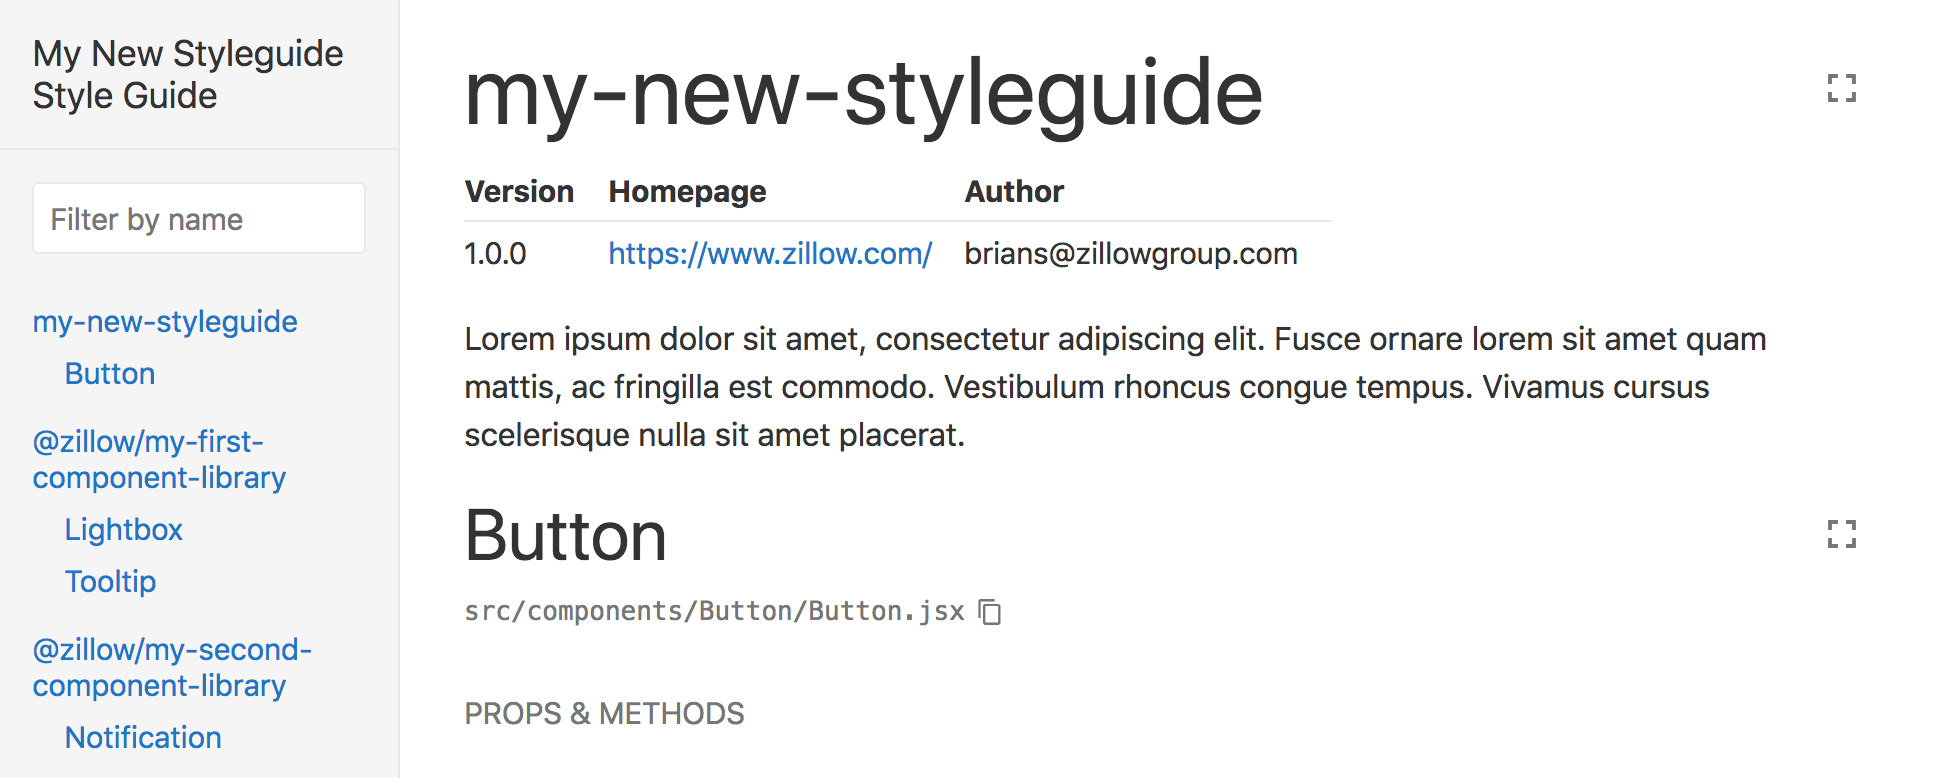 My New Styleguide
Style Guide
Filter by name
my-new-styleguide
Button
@zillow/my-first-
component-library
Lightbox
Tooltip
@zillow/my-second-
component-library
Notification
my-new-styleguide
Version Homepage Author
1.0.0 https://www.zillow.com/ brians@zillowgroup.com
Lorem ipsum dolor sit amet, consectetur adipiscing elit. Fusce ornare lorem sit amet quam
mattis, ac fringilla est commodo. Vestibulum rhoncus congue tempus. Vivamus cursus
scelerisque nulla sit amet placerat.
Button
src/components/Button/Button.jsx
PROPS & METHODS